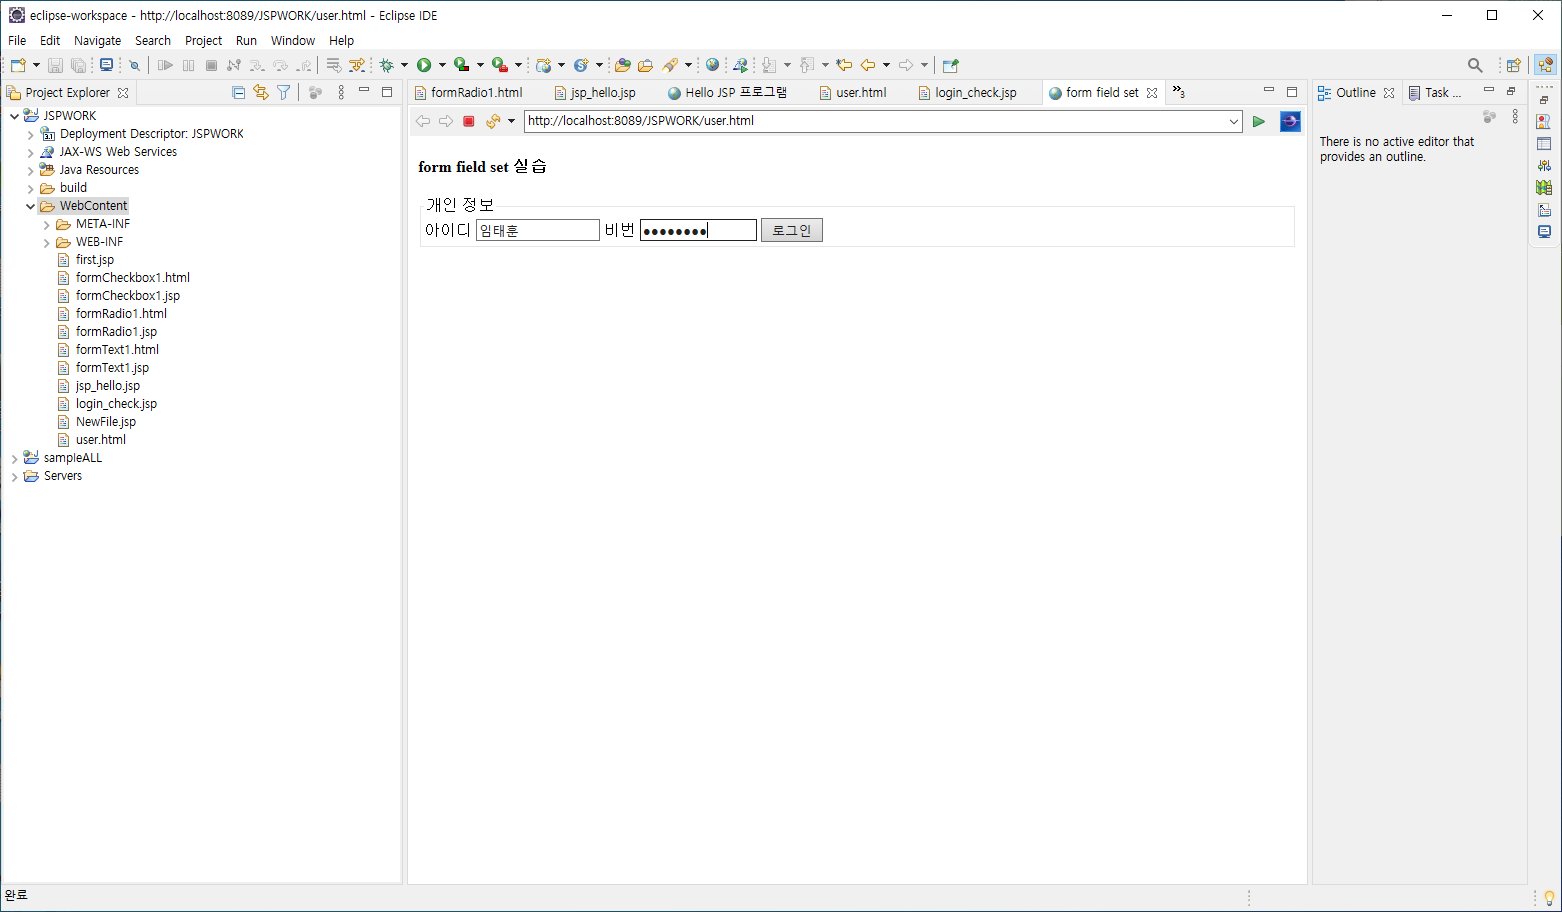 eclipse-workspace - http://localhost:8089/JSPWORK/user.html - Eclipse IDE
File Edit Navigate Search Project Run Window Help
Project Explorer
JSPWORK
Deployment Descriptor: JSPWORK
JAX-WS Web Services
Java Resources
build
WebContent
META-INF
WEB-INF
first.jsp
formCheckbox1.html
formCheckbox1.jsp
formRadio1.html
formRadio1.jsp
formText1.html
formText1.jsp
jsp_hello.jsp
login_check.jsp
NewFile.jsp
user.html
sampleALL
Servers
formRadio1.html jsp_hello.jsp Hello JSP 프로그램 user.html login_check.jsp form field set »3
http://localhost:8089/JSPWORK/user.html
form field set 실습
개인 정보
아이디 임태훈 비번 ●●●●●●●● 로그인
Outline Task ...
There is no active editor that
provides an outline.
완료